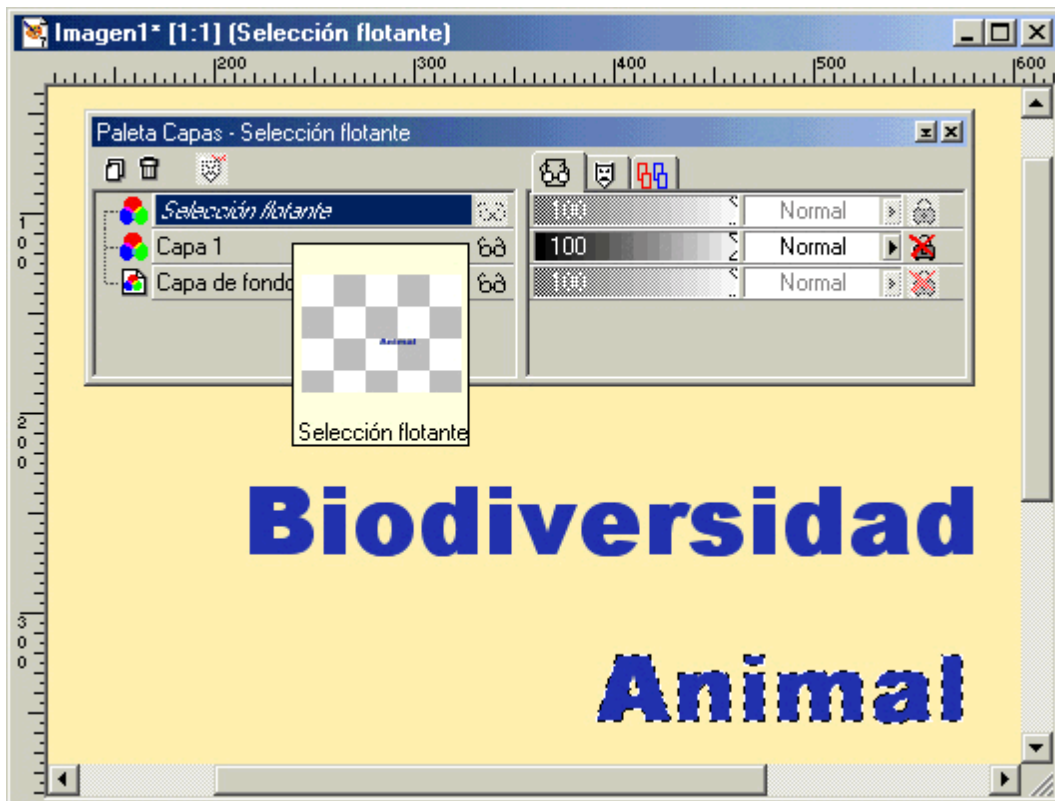 Imagen1* [1:1] (Selección flotante)
200 300 400 500 600
Paleta Capas - Selección flotante
Selección flotante 100 Normal
Capa 1 100 Normal
Capa de fondo 100 Normal
Animal
Selección flotante
100
200
300
Biodiversidad
Animal